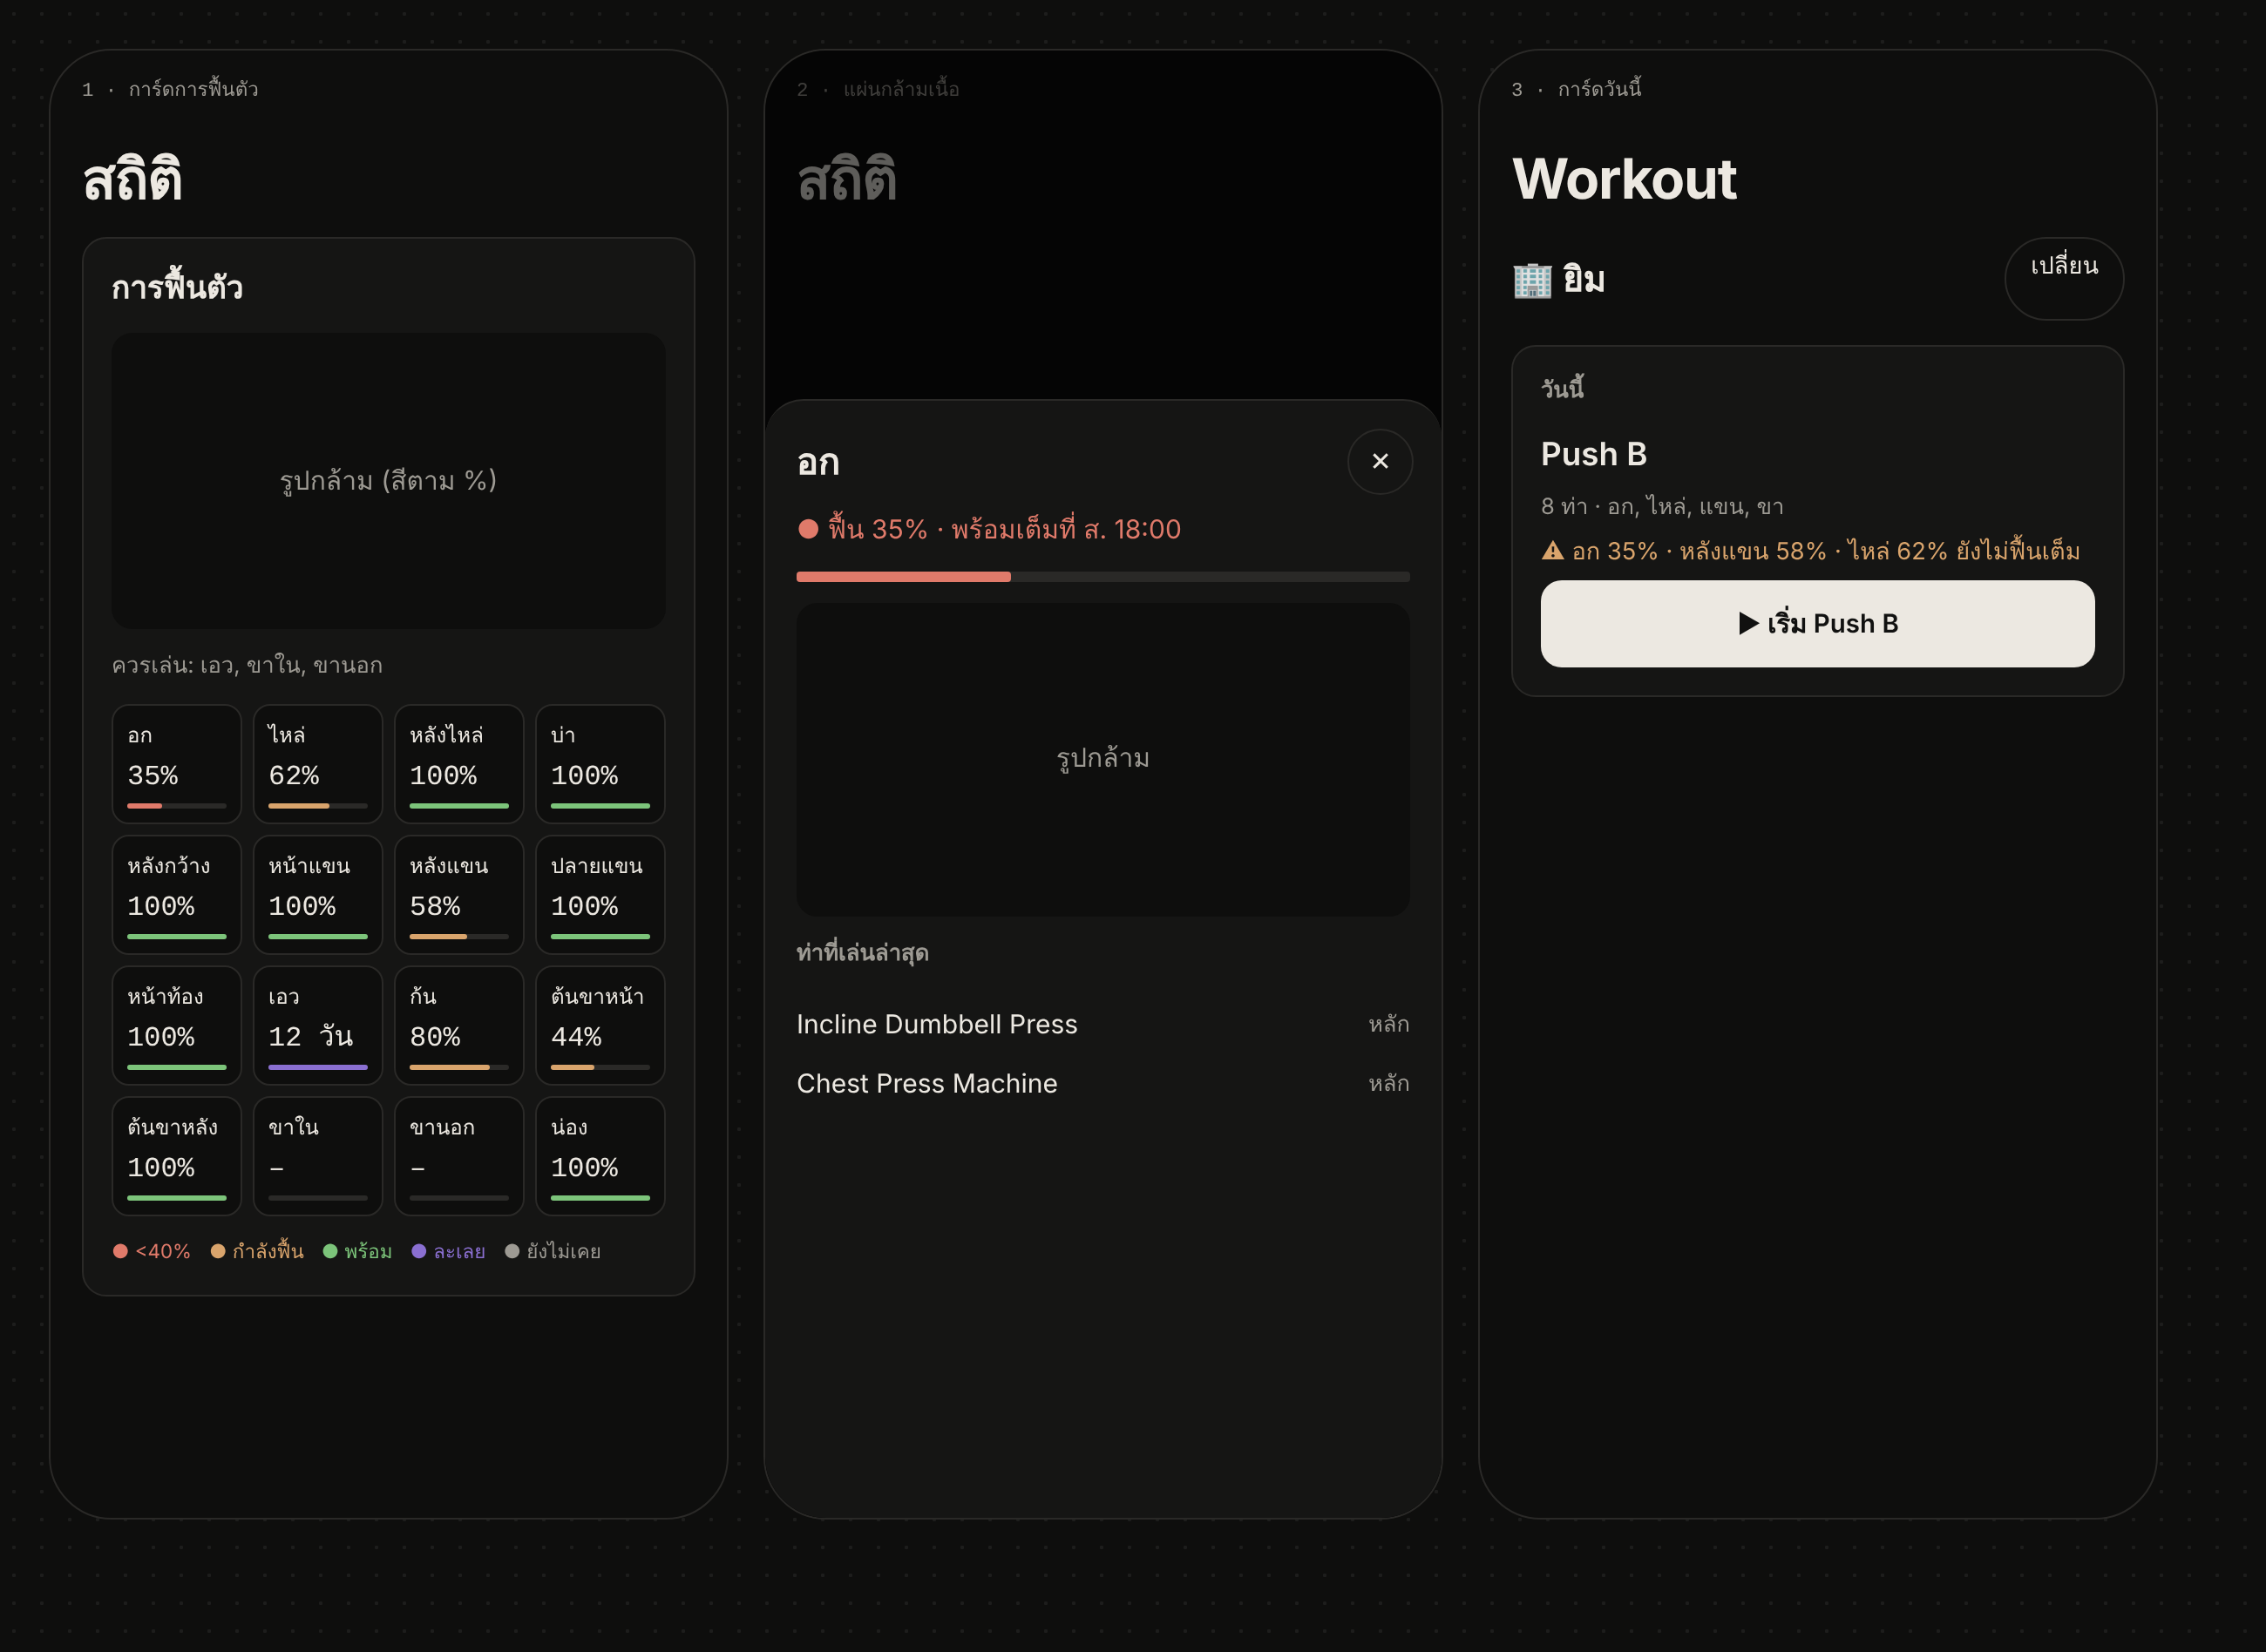 1 · การ์ดการฟื้นตัว
สถิติ
การฟื้นตัว
รูปกล้าม (สีตาม %)
ควรเล่น: เอว, ขาใน, ขานอก
อก ไหล่ หลังไหล่ บ่า
35% 62% 100% 100%
หลังกว้าง หน้าแขน หลังแขน ปลายแขน
100% 100% 58% 100%
หน้าท้อง เอว ก้น ต้นขาหน้า
100% 12 วัน 80% 44%
ต้นขาหลัง ขาใน ขานอก น่อง
100% – – 100%
<40% กำลังฟื้น พร้อม ละเลย ยังไม่เคย
2 · แผ่นกล้ามเนื้อ
สถิติ
อก ✕
ฟื้น 35% · พร้อมเต็มที่ ส. 18:00
รูปกล้าม
ท่าที่เล่นล่าสุด
Incline Dumbbell Press หลัก
Chest Press Machine หลัก
3 · การ์ดวันนี้
Workout
🏢 ยิม เปลี่ยน
วันนี้
Push B
8 ท่า · อก, ไหล่, แขน, ขา
⚠ อก 35% · หลังแขน 58% · ไหล่ 62% ยังไม่ฟื้นเต็ม
▶ เริ่ม Push B